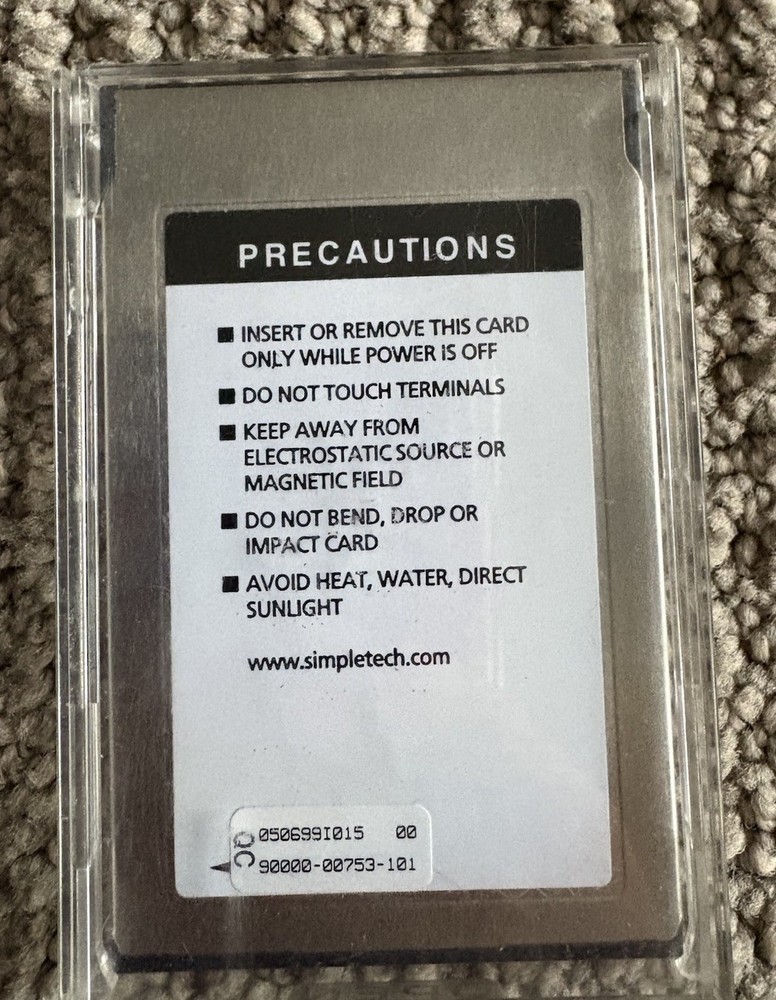 PRECAUTIONS
■ INSERT OR REMOVE THIS CARD
ONLY WHILE POWER IS OFF
■ DO NOT TOUCH TERMINALS
■ KEEP AWAY FROM
ELECTROSTATIC SOURCE OR
MAGNETIC FIELD
■ DO NOT BEND, DROP OR
IMPACT CARD
■ AVOID HEAT, WATER, DIRECT
SUNLIGHT
www.simpletech.com
QC
050699I015 00
90000-00753-101